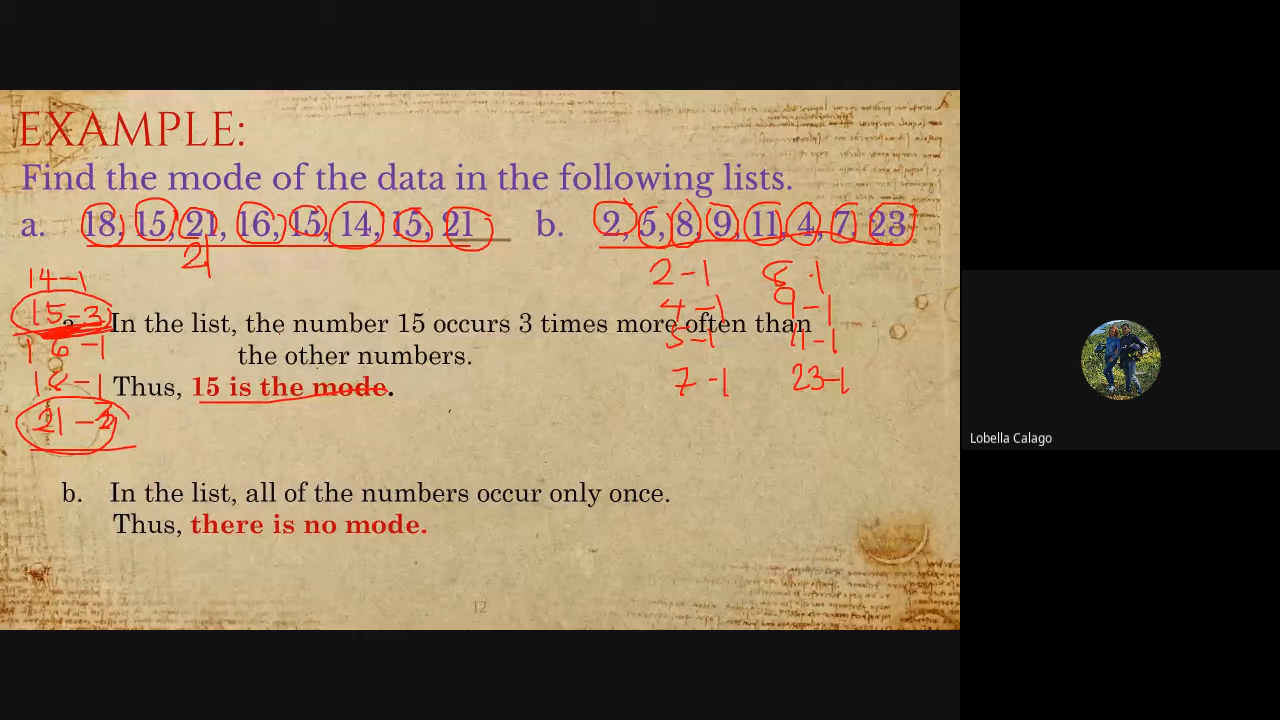 EXAMPLE:
Find the mode of the data in the following lists.
a. 18, 15, 21, 16, 15, 14, 15, 21 b. 2, 5, 8, 9, 11, 4, 7, 23
21
14-1
15-3
16-1
18-1
21-
2-1 8-1
4-1 9-1
5-1 11-1
7-1 23-1
a. In the list, the number 15 occurs 3 times more often than
the other numbers.
Thus, 15 is the mode.
b. In the list, all of the numbers occur only once.
Thus, there is no mode.
12
Lobella Calago